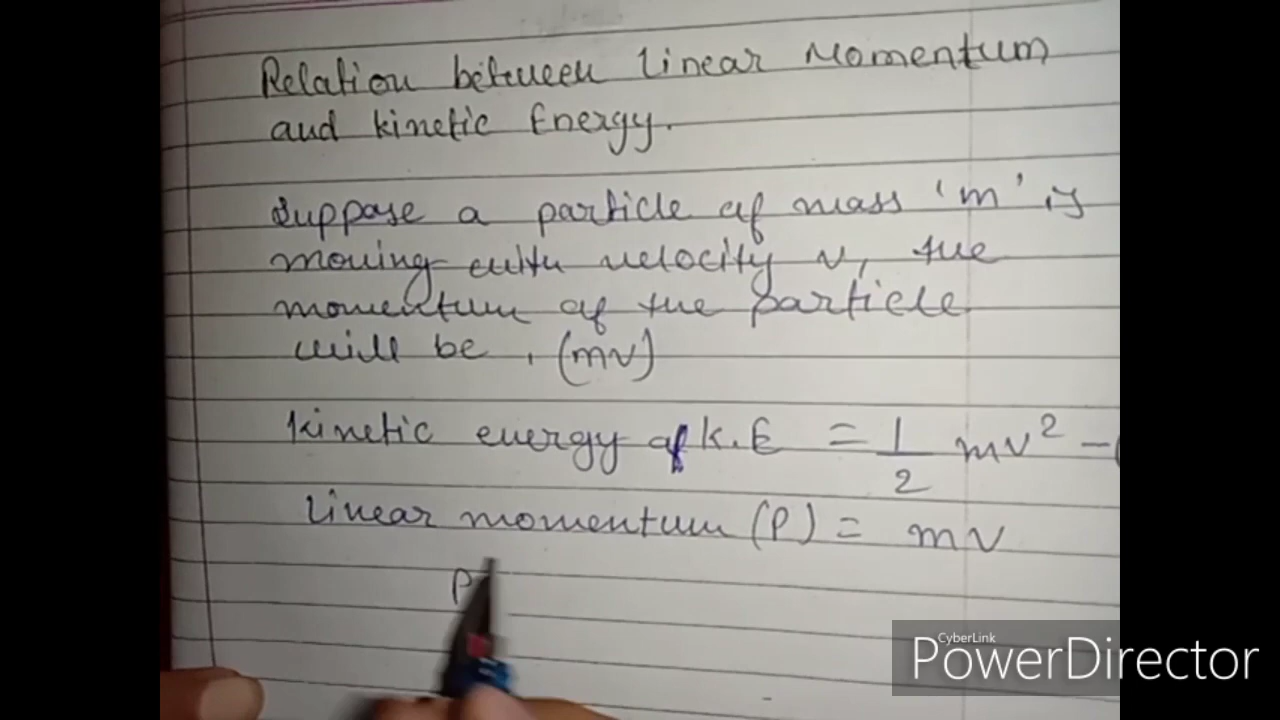 Relation between Linear Momentum
and kinetic Energy.
Suppose a particle of mass 'm' is
moving with velocity v, the
momentum of the particle
will be . (mv)
Kinetic energy of K.E = 1/2 mv² - (
Linear momentum (P) = mv
P
CyberLink
PowerDirector